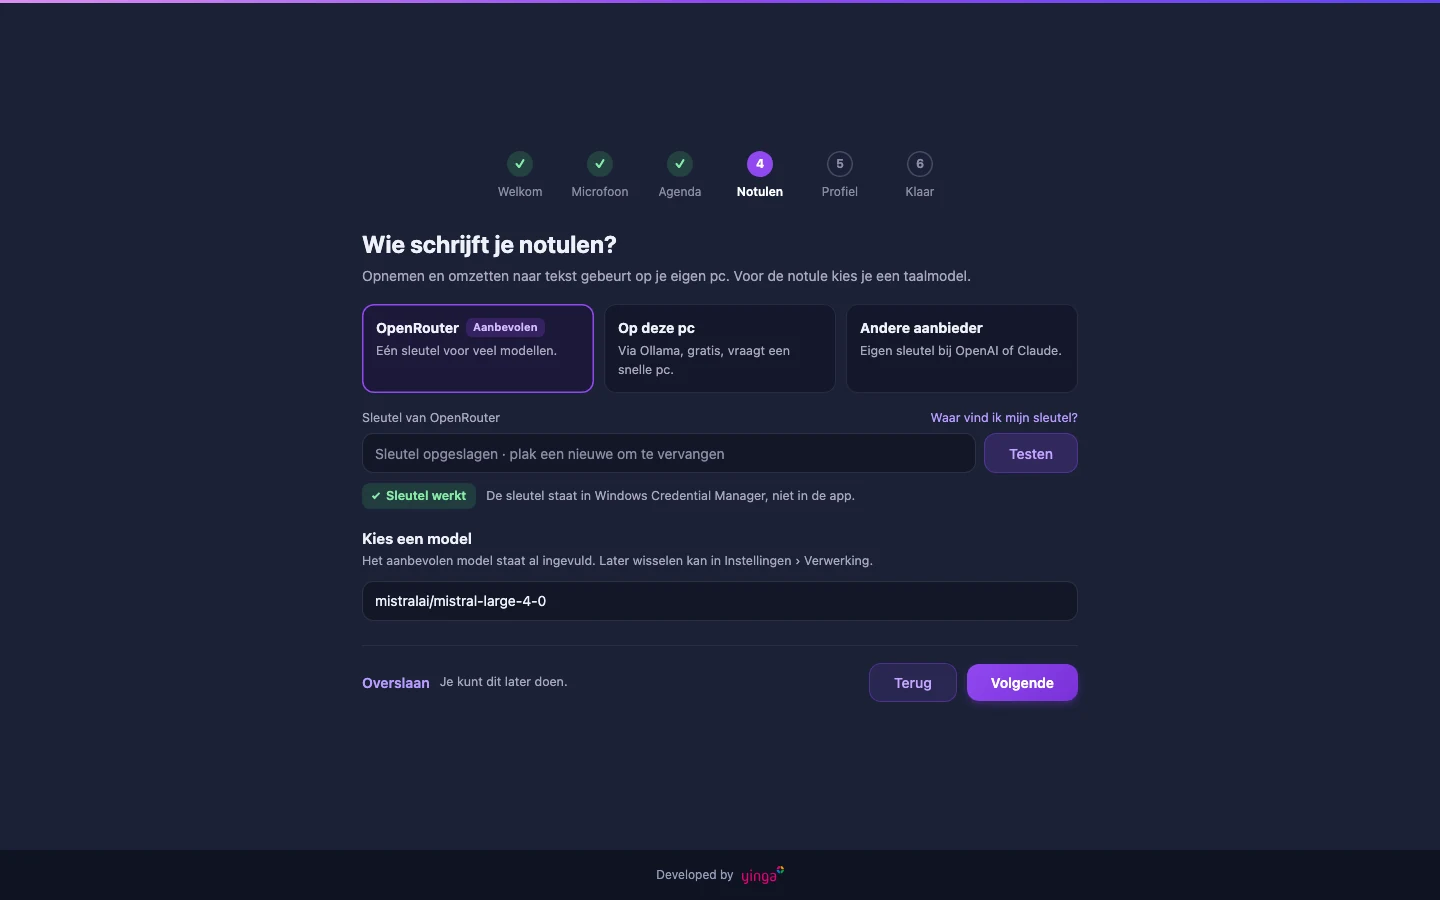 Welkom
Microfoon
Agenda
4
Notulen
5
Profiel
6
Klaar
Wie schrijft je notulen?
Opnemen en omzetten naar tekst gebeurt op je eigen pc. Voor de notule kies je een taalmodel.
OpenRouter Aanbevolen
Eén sleutel voor veel modellen.
Op deze pc
Via Ollama, gratis, vraagt een
snelle pc.
Andere aanbieder
Eigen sleutel bij OpenAI of Claude.
Sleutel van OpenRouter
Waar vind ik mijn sleutel?
Sleutel opgeslagen · plak een nieuwe om te vervangen
Testen
✓ Sleutel werkt
De sleutel staat in Windows Credential Manager, niet in de app.
Kies een model
Het aanbevolen model staat al ingevuld. Later wisselen kan in Instellingen › Verwerking.
mistralai/mistral-large-4-0
Overslaan
Je kunt dit later doen.
Terug
Volgende
Developed by yinga